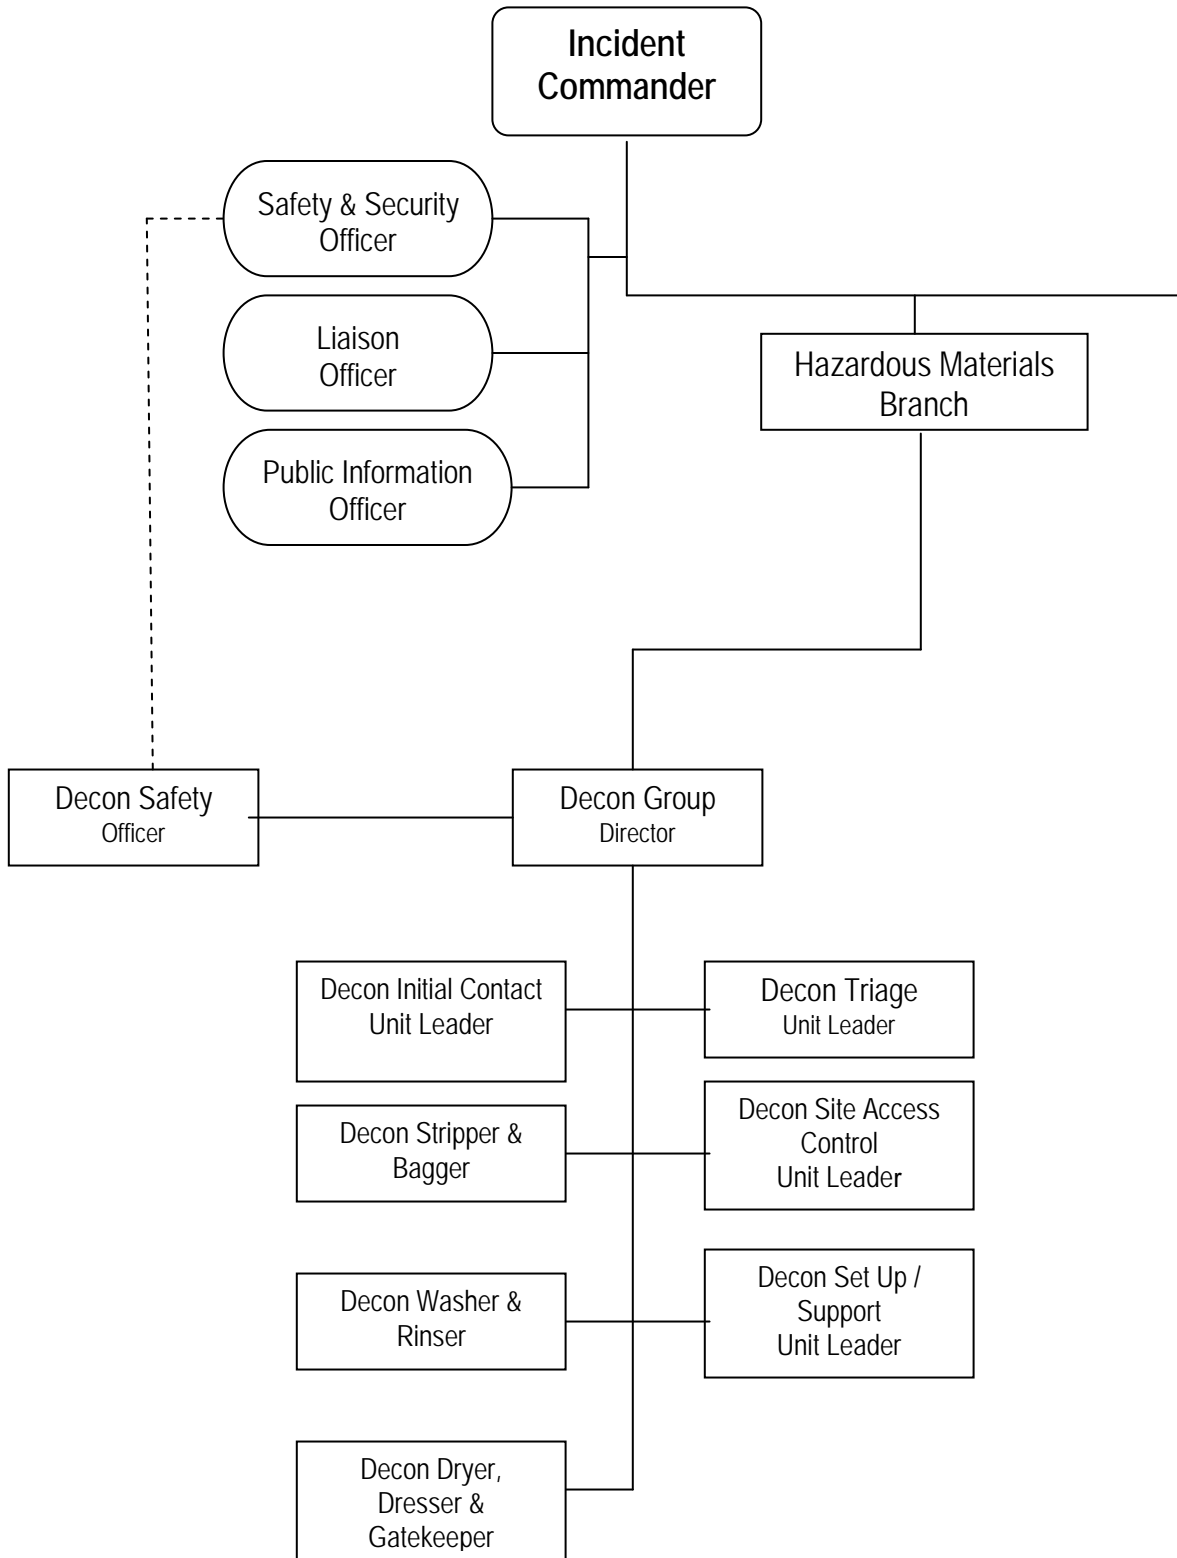 Incident
Commander
Safety & Security
Officer
Liaison
Officer
Public Information
Officer
Hazardous Materials
Branch
Decon Safety
Officer
Decon Group
Director
Decon Initial Contact
Unit Leader
Decon Triage
Unit Leader
Decon Stripper &
Bagger
Decon Site Access
Control
Unit Leader
Decon Washer &
Rinser
Decon Set Up /
Support
Unit Leader
Decon Dryer,
Dresser &
Gatekeeper